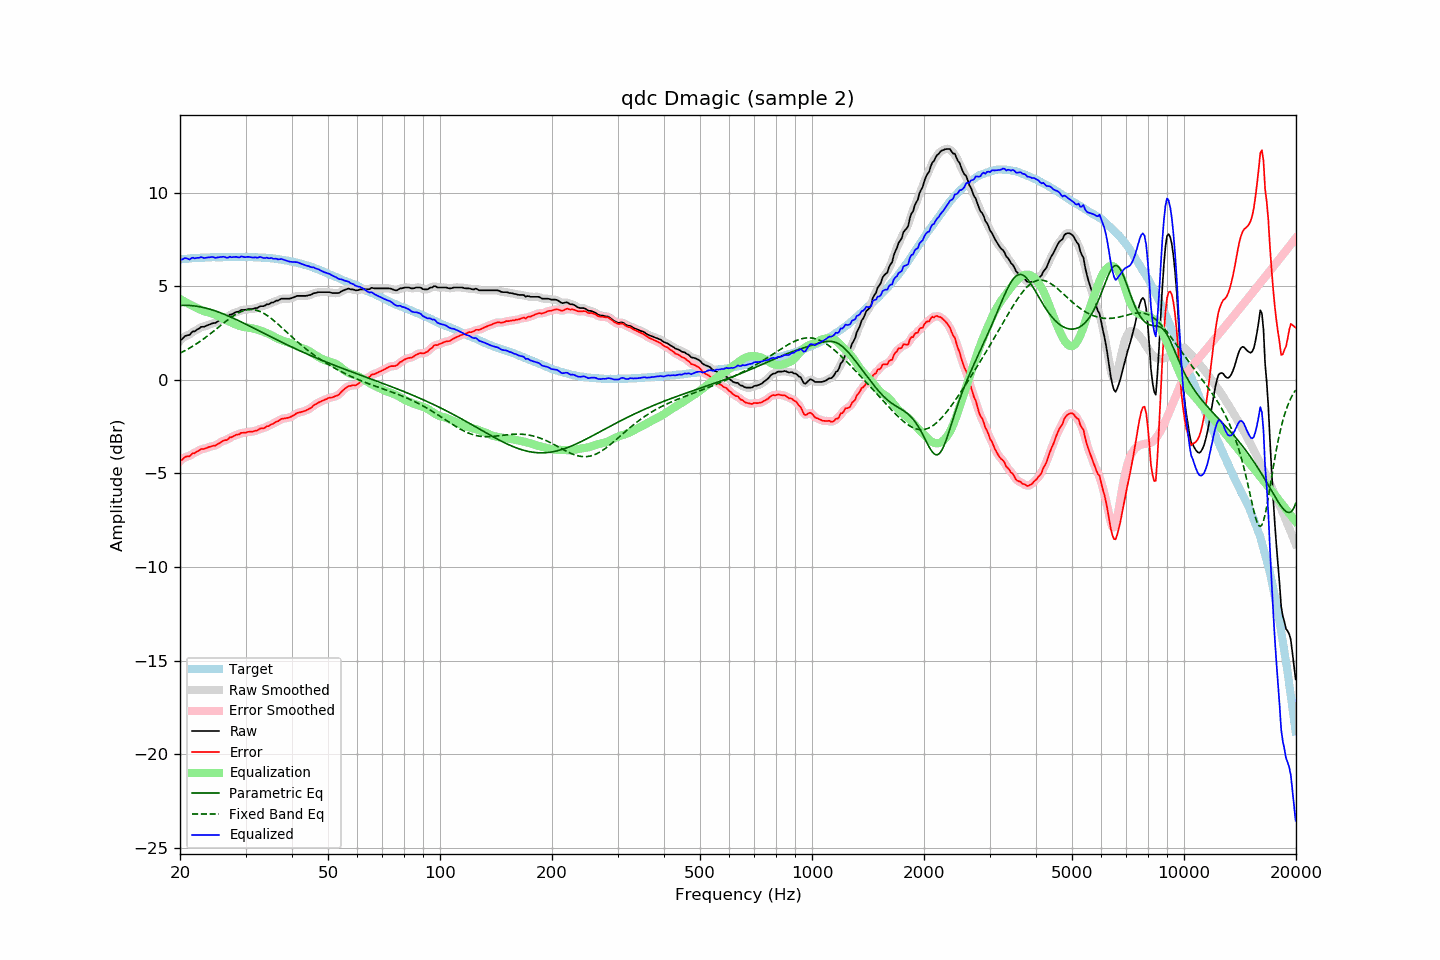 qdc Dmagic (sample 2)
Amplitude (dBr)
10
5
0
−5
−10
−15
−20
−25
Target
Raw Smoothed
Error Smoothed
Raw
Error
Equalization
Parametric Eq
Fixed Band Eq
Equalized
20 50 100 200 500 1000 2000 5000 10000 20000
Frequency (Hz)